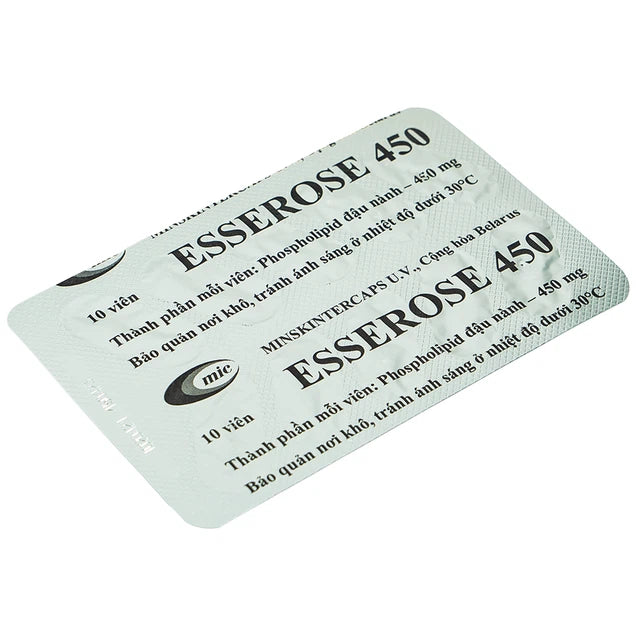 ESSEROSE 450
10 viên
Thành phần mỗi viên: Phospholipid đậu nành – 450 mg
Bảo quản nơi khô, tránh ánh sáng ở nhiệt độ dưới 30°C
mic
MINSKINTERCAPS U.V., Cộng hòa Belarus
ESSEROSE 450
10 viên
Thành phần mỗi viên: Phospholipid đậu nành – 450 mg
Bảo quản nơi khô, tránh ánh sáng ở nhiệt độ dưới 30°C